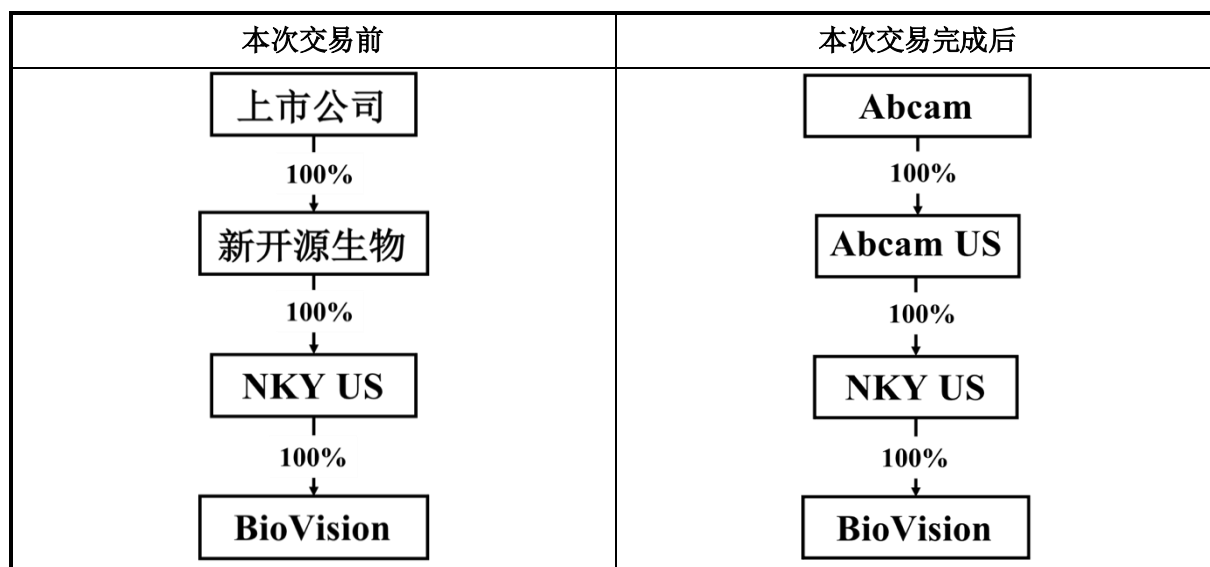 本次交易前
上市公司
100%
新开源生物
100%
NKY US
100%
BioVision
本次交易完成后
Abcam
100%
Abcam US
100%
NKY US
100%
BioVision